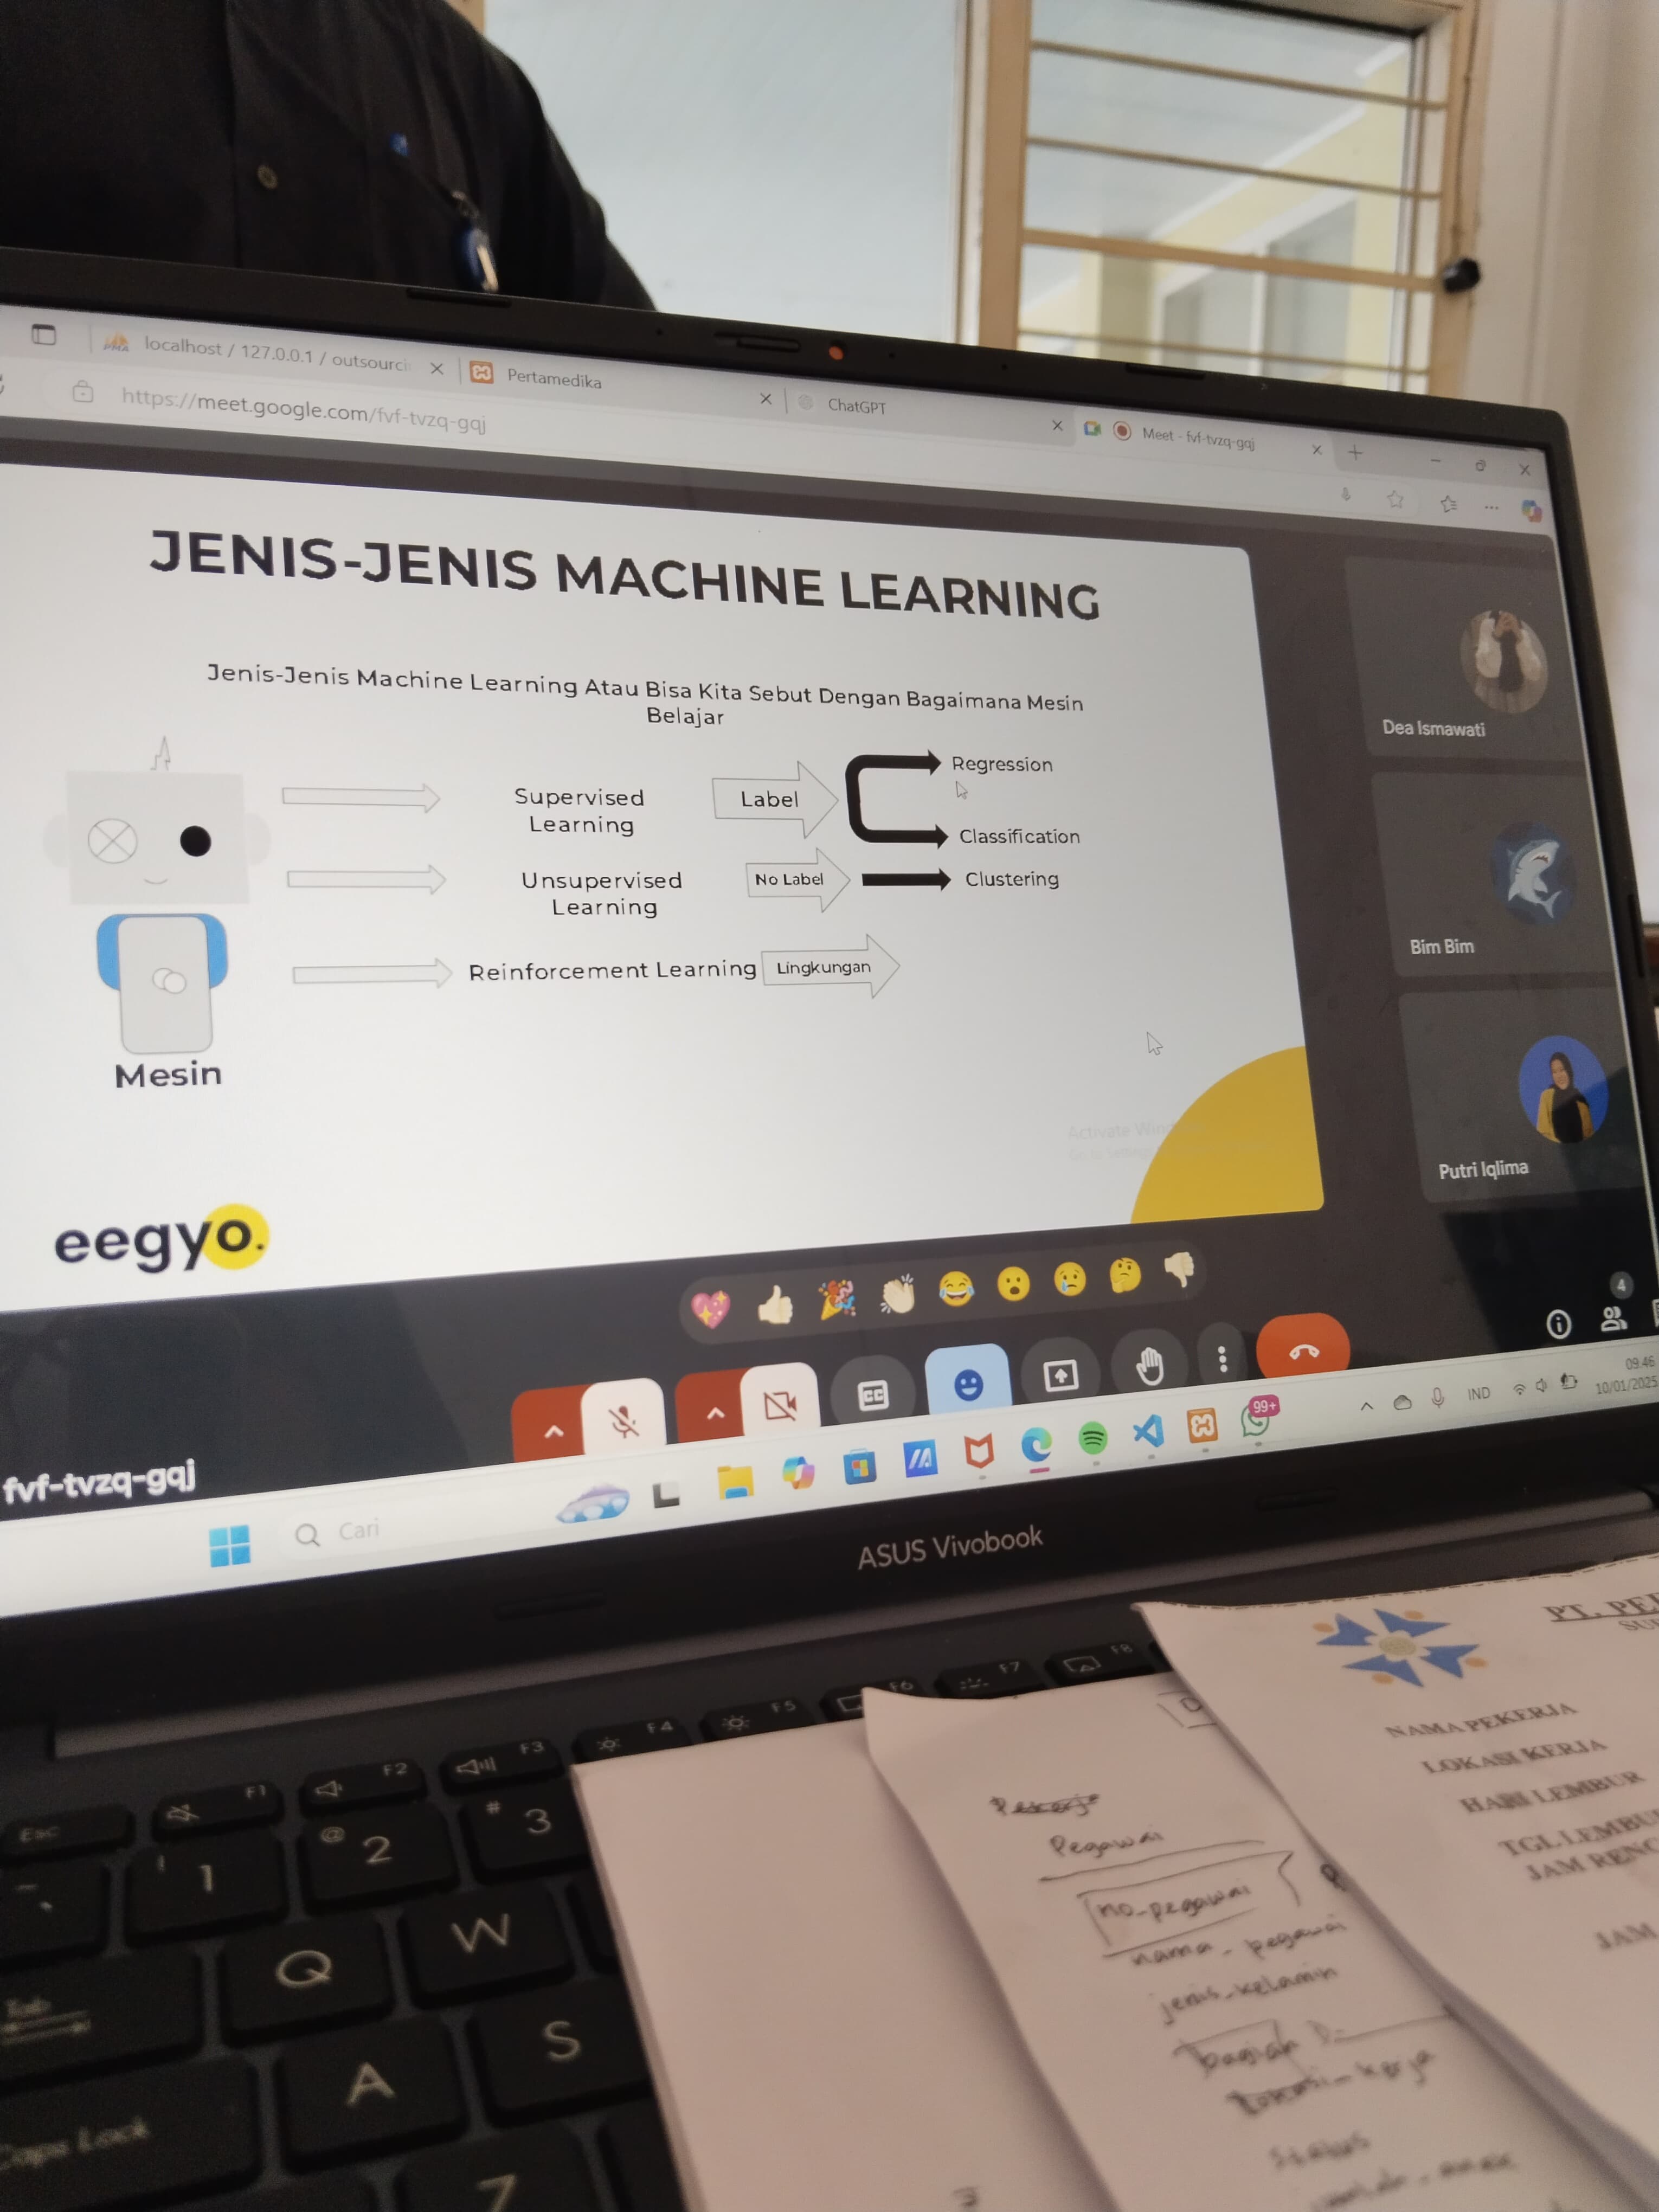 localhost / 127.0.0.1 / outsourci
Pertamedika
ChatGPT
Meet - fvf-tvzq-gqj
https://meet.google.com/fvf-tvzq-gqj
JENIS-JENIS MACHINE LEARNING
Jenis-Jenis Machine Learning Atau Bisa Kita Sebut Dengan Bagaimana Mesin
Belajar
Supervised
Learning
Label
Regression
Classification
Unsupervised
Learning
No Label
Clustering
Reinforcement Learning
Lingkungan
Mesin
Activate Win
eegyo.
Dea Ismawati
Bim Bim
Putri Iqlima
4
fvf-tvzq-gqj
CC
Cari
99+
IND
09.46
10/01/2025
ASUS Vivobook
Esc
F1
F2
F3
F4
F5
F6
F7
F8
! 1
@ 2
# 3
Tab
Q
W
Caps Lock
A
S
Z
Pegawai
no_pegawai
nama_pegawai
jenis_kelamin
bagian
status
PT. PE
NAMA PEKERJA
LOKASI KERJA
HARI LEMBUR
TGL LEMBU
JAM RENC
JAM